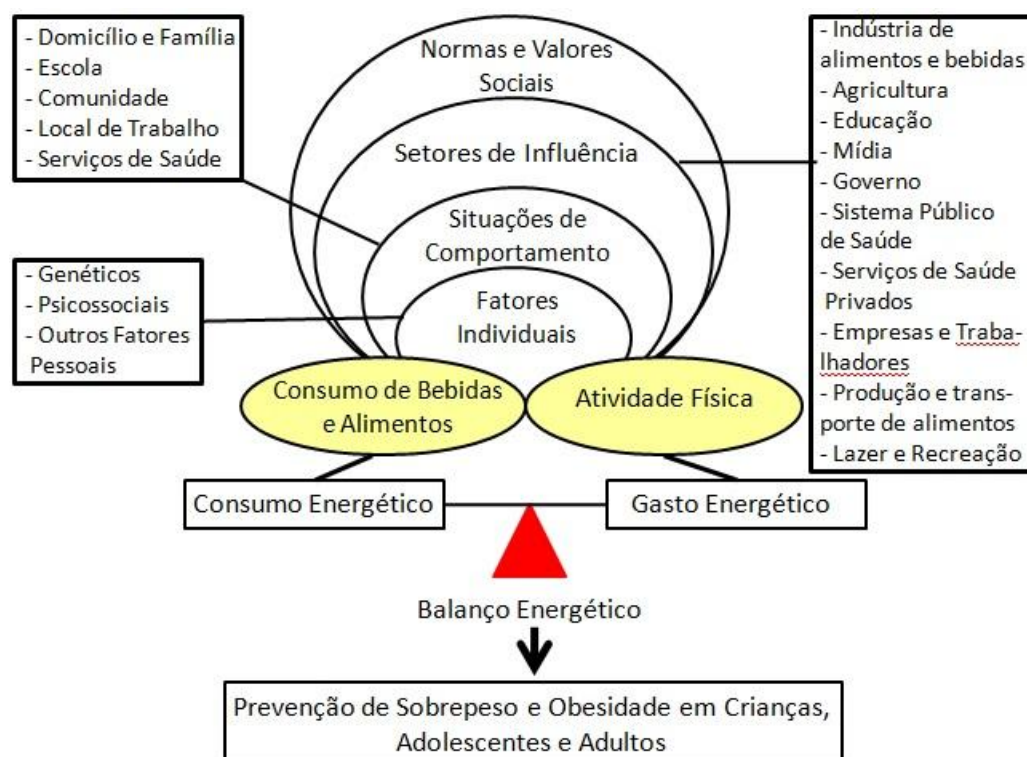 - Domicílio e Família
- Escola
- Comunidade
- Local de Trabalho
- Serviços de Saúde
- Genéticos
- Psicossociais
- Outros Fatores
Pessoais
Normas e Valores
Sociais
Setores de Influência
Situações de
Comportamento
Fatores
Individuais
- Indústria de
alimentos e bebidas
- Agricultura
- Educação
- Mídia
- Governo
- Sistema Público
de Saúde
- Serviços de Saúde
Privados
- Empresas e Traba-
lhadores
- Produção e trans-
porte de alimentos
- Lazer e Recreação
Consumo de Bebidas
e Alimentos
Atividade Física
Consumo Energético
Gasto Energético
Balanço Energético
Prevenção de Sobrepeso e Obesidade em Crianças,
Adolescentes e Adultos